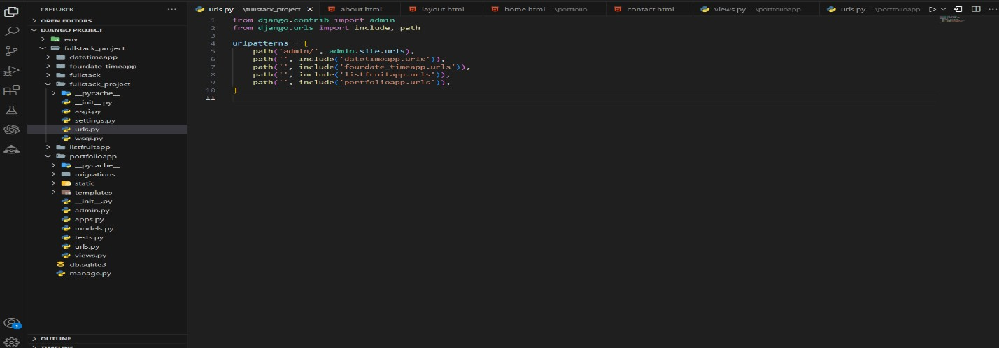 EXPLORER
OPEN EDITORS
DJANGO PROJECT
env
fullstack_project
datetimeapp
fourdate_timeapp
fullstack
fullstack_project
__pycache__
__init__.py
asgi.py
settings.py
urls.py
wsgi.py
listfruitapp
portfolioapp
__pycache__
migrations
static
templates
__init__.py
admin.py
apps.py
models.py
tests.py
urls.py
views.py
db.sqlite3
manage.py
OUTLINE
TIMELINE
1
urls.py ...\fullstack_project
about.html
layout.html
home.html ...\portfolio
contact.html
views.py ...\portfolioapp
urls.py ...\portfolioapp
1 from django.contrib import admin
2 from django.urls import include, path
3
4 urlpatterns = [
5 path('admin/', admin.site.urls),
6 path('', include('datetimeapp.urls')),
7 path('', include('fourdate_timeapp.urls')),
8 path('', include('listfruitapp.urls')),
9 path('', include('portfolioapp.urls')),
10 ]
11